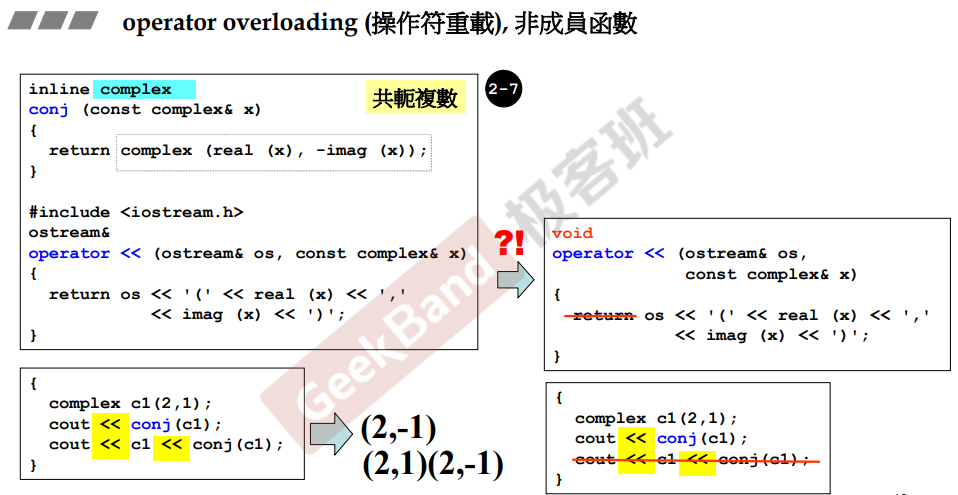 operator overloading (操作符重載), 非成員函數
inline complex
conj (const complex& x)
{
return complex (real (x), -imag (x));
}
共軛複數
2-7
#include <iostream.h>
ostream&
operator << (ostream& os, const complex& x)
{
return os << '(' << real (x) << ','
<< imag (x) << ')';
}
?!
void
operator << (ostream& os,
const complex& x)
{
return os << '(' << real (x) << ','
<< imag (x) << ')';
}
{
complex c1(2,1);
cout << conj(c1);
cout << c1 << conj(c1);
}
(2,-1)
(2,1)(2,-1)
{
complex c1(2,1);
cout << conj(c1);
cout << c1 << conj(c1);
}
GeekBand 极客班